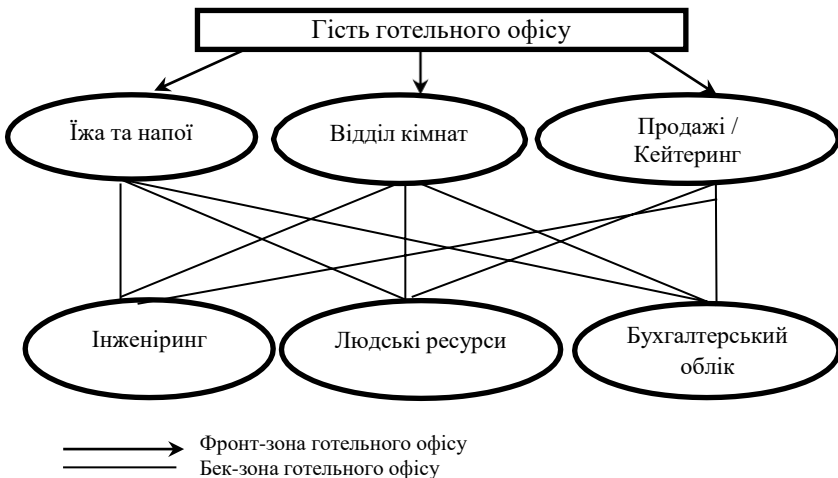 Гість готельного офісу
Їжа та напої
Відділ кімнат
Продажі /
Кейтеринг
Інженіринг
Людські ресурси
Бухгалтерський
облік
Фронт-зона готельного офісу
Бек-зона готельного офісу